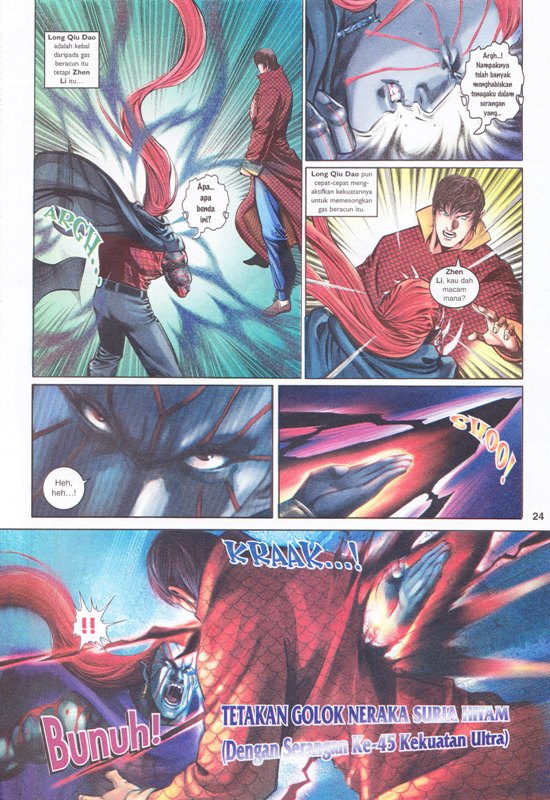 Long Qiu Dao
adalah kebal
daripada gas
beracun itu
tetapi Zhen
Li itu...
Apa...
apa
benda
ini?
ARGH...
Argh...!
Nampaknya
telah banyak
menghabiskan
tenagaku dalam
serangan
yang...
Long Qiu Dao pun
cepat-cepat meng-
aktifkan kekuatannya
untuk memesongkan
gas beracun itu.
Zhen
Li, kau dah
macam
mana?
Heh,
heh...!
SHOO!
24
KRAAK...!
!!
Bunuh!
TETAKAN GOLOK NERAKA SURIA HITAM
(Dengan Serangan Ke-45 Kekuatan Ultra)